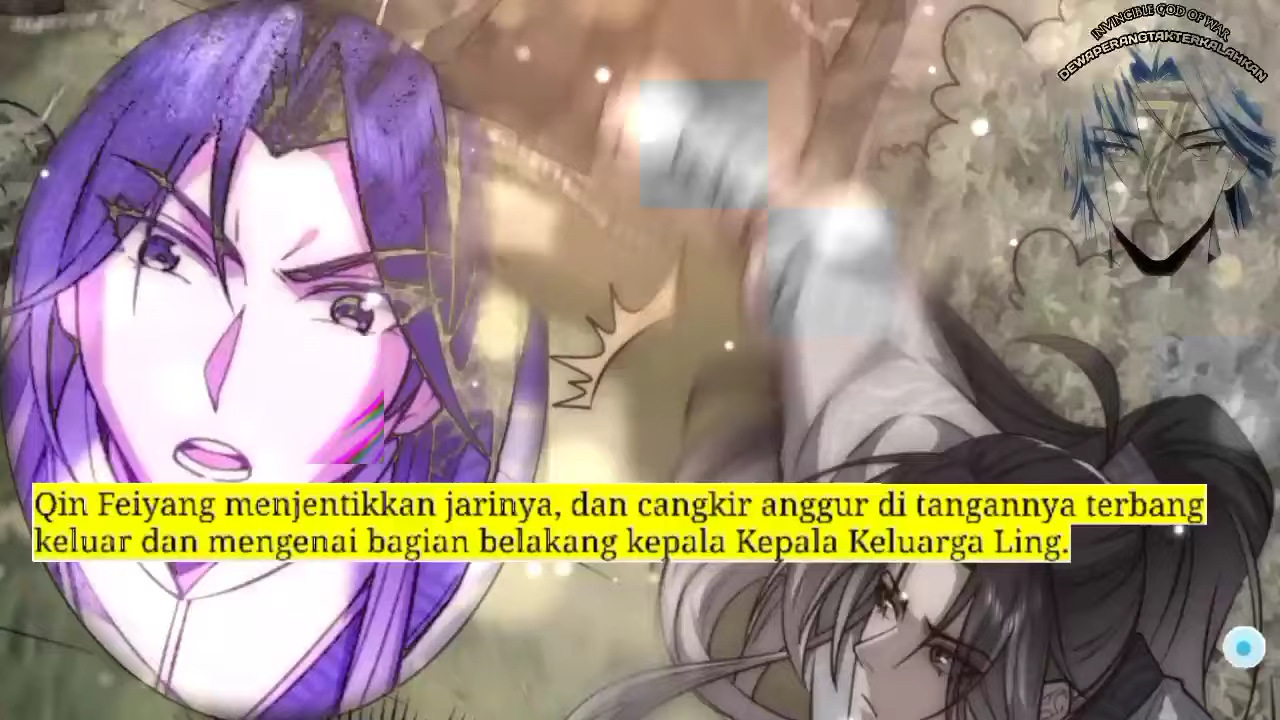 INVINCIBLE GOD OF WAR
DEWAPERANGTAKTERKALAHKAN
Qin Feiyang menjentikkan jarinya, dan cangkir anggur di tangannya terbang
keluar dan mengenai bagian belakang kepala Kepala Keluarga Ling.